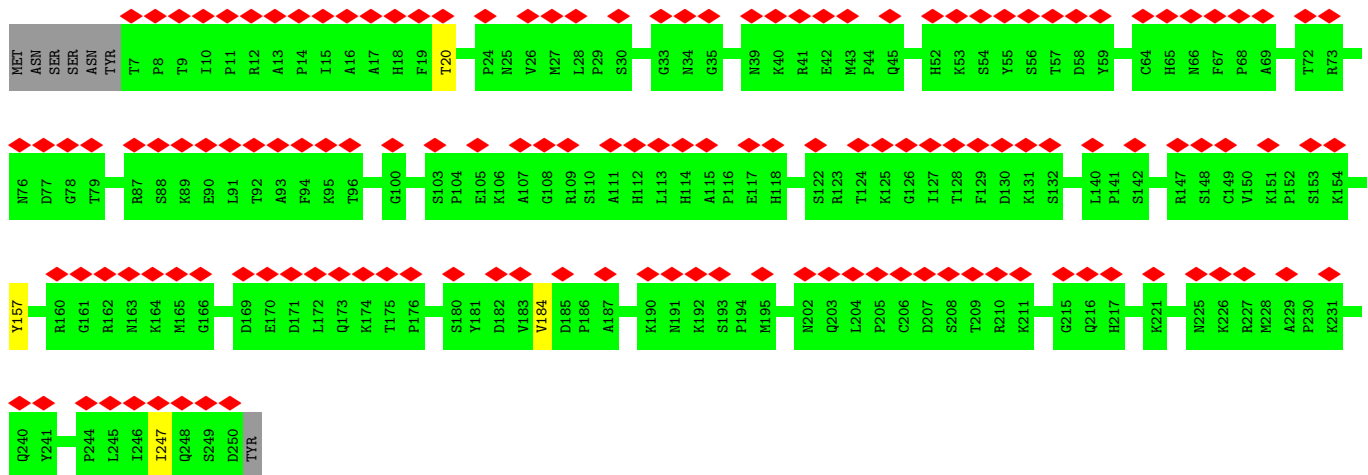 MET ASN SER SER ASN TYR T7 P8 T9 I10 P11 R12 A13 P14 I15 A16 A17 H18 F19 T20 P24 N25 V26 M27 L28 P29 S30 G33 N34 G35 N39 K40 R41 E42 M43 P44 Q45 H52 K53 S54 Y55 S56 T57 D58 Y59 C64 H65 N66 F67 P68 A69 T72 R73
N76 D77 G78 T79 R87 S88 K89 E90 L91 T92 A93 F94 K95 T96 G100 S103 P104 E105 K106 A107 G108 R109 S110 A111 H112 L113 H114 A115 P116 E117 H118 S122 R123 T124 K125 G126 I127 T128 F129 D130 K131 S132 L140 P141 S142 R147 S148 C149 V150 K151 P152 S153 K154
Y157 R160 G161 R162 N163 K164 M165 G166 D169 E170 D171 L172 Q173 K174 T175 P176 S180 Y181 D182 V183 V184 D185 P186 A187 K190 N191 K192 S193 P194 M195 N202 Q203 L204 P205 C206 D207 S208 T209 R210 K211 G215 Q216 H217 K221 N225 K226 R227 M228 A229 P230 K231
Q240 Y241 P244 L245 I246 I247 Q248 S249 D250 TYR